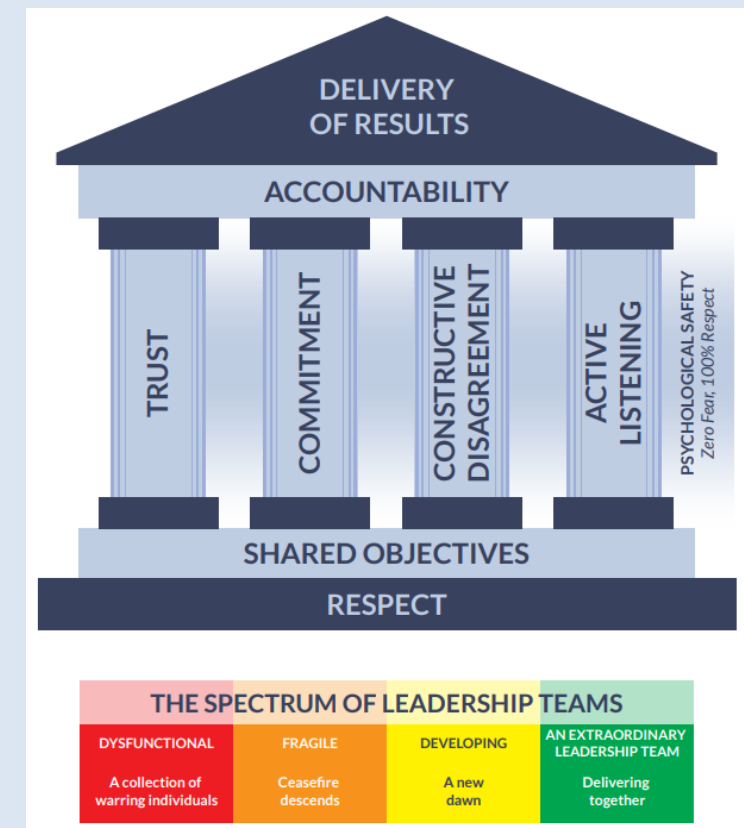 DELIVERY
OF RESULTS
ACCOUNTABILITY
TRUST
COMMITMENT
CONSTRUCTIVE
DISAGREEMENT
ACTIVE
LISTENING
PSYCHOLOGICAL SAFETY
Zero Fear, 100% Respect
SHARED OBJECTIVES
RESPECT
THE SPECTRUM OF LEADERSHIP TEAMS
DYSFUNCTIONAL
A collection of
warring individuals
FRAGILE
Ceasefire
descends
DEVELOPING
A new
dawn
AN EXTRAORDINARY
LEADERSHIP TEAM
Delivering
together